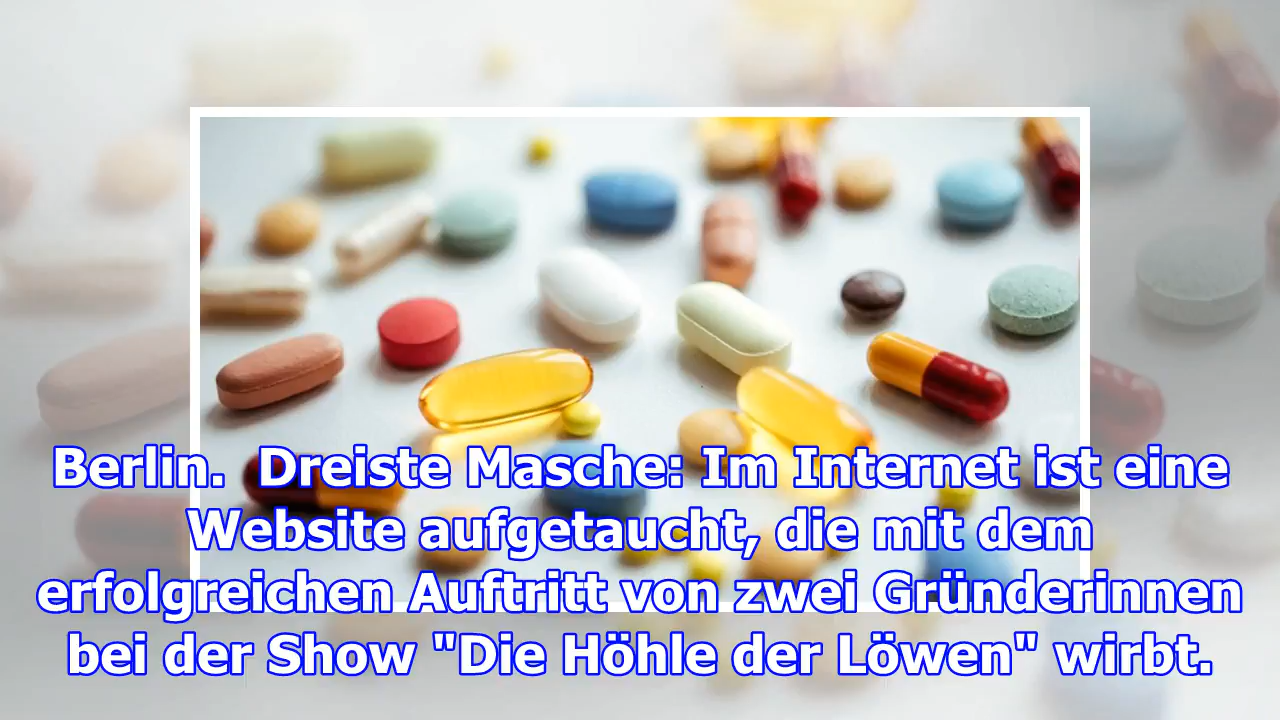 Berlin.  Dreiste Masche: Im Internet ist eine
Website aufgetaucht, die mit dem
erfolgreichen Auftritt von zwei Gründerinnen
bei der Show "Die Höhle der Löwen" wirbt.